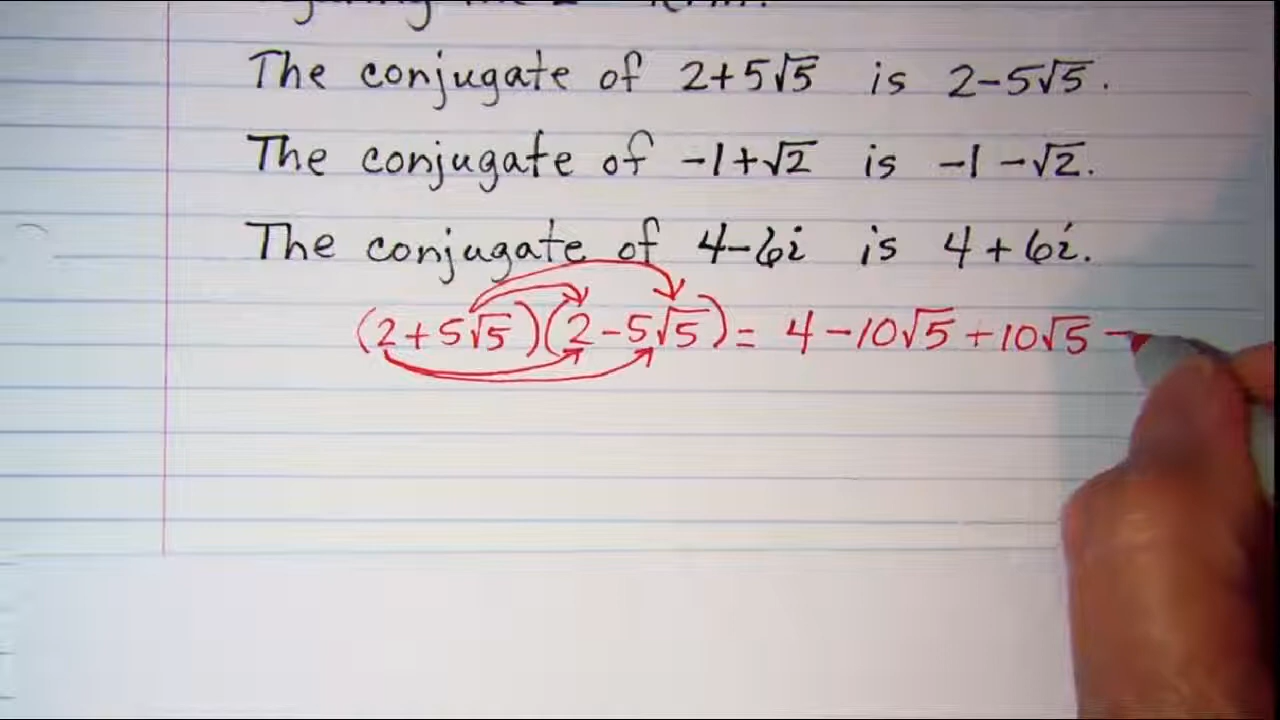 The conjugate of 2+5√5 is 2-5√5.
The conjugate of -1+√2 is -1-√2.
The conjugate of 4-6i is 4+6i.
(2+5√5)(2-5√5)= 4-10√5+10√5-